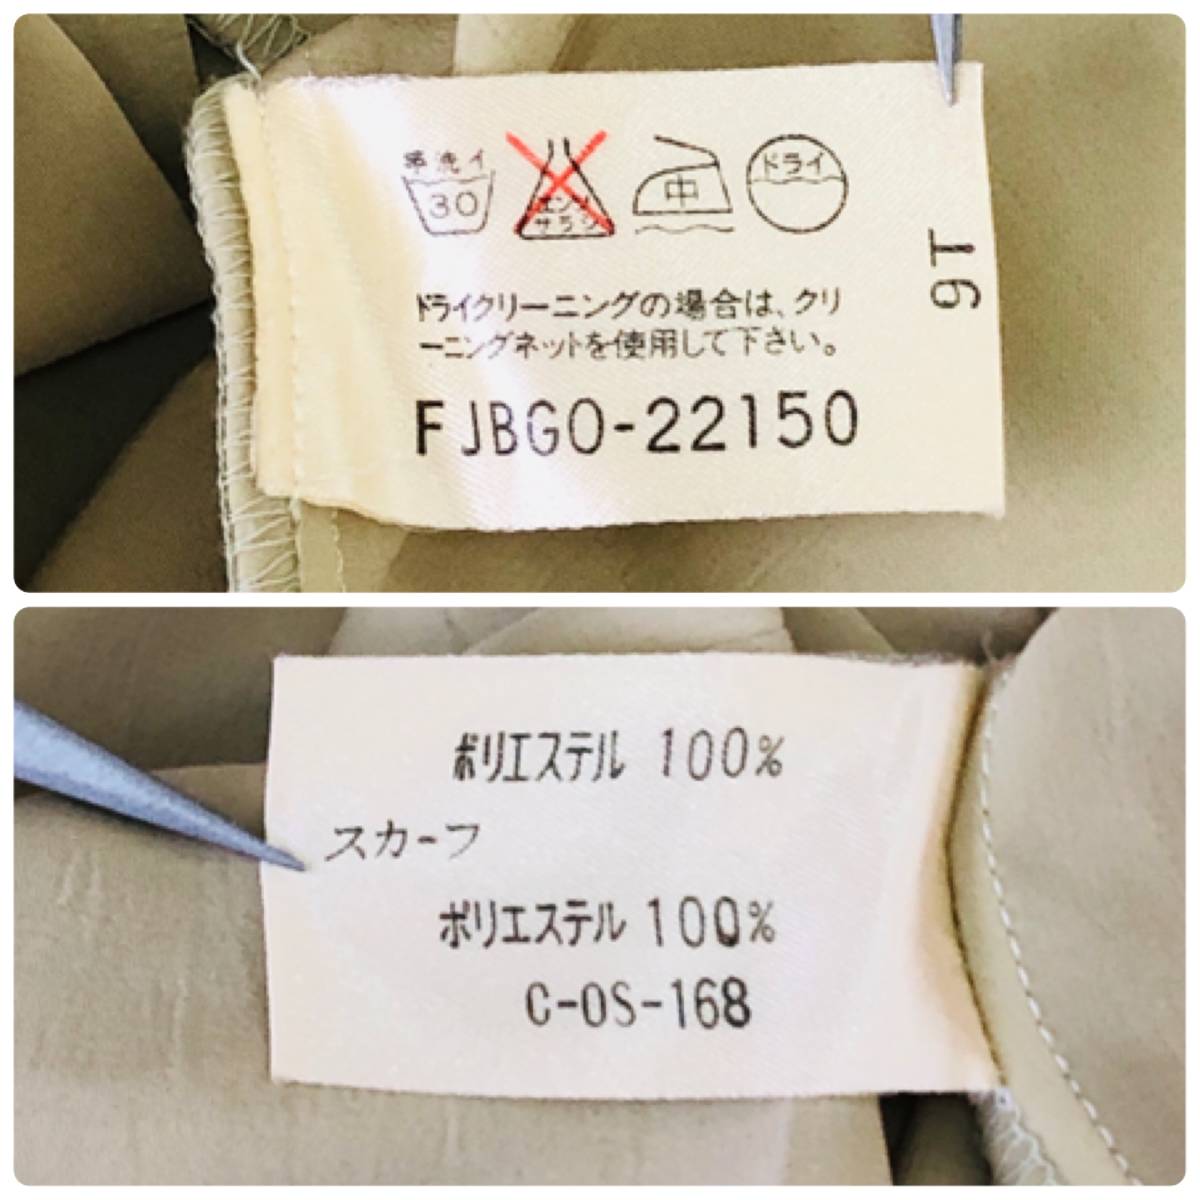 手洗イ
30
エンソ
サラシ
中
ドライ
ドライクリーニングの場合は、クリ
ーニングネットを使用して下さい。
FJBGO-22150
9T
ポリエステル 100%
スカーフ
ポリエステル 100%
C-OS-168